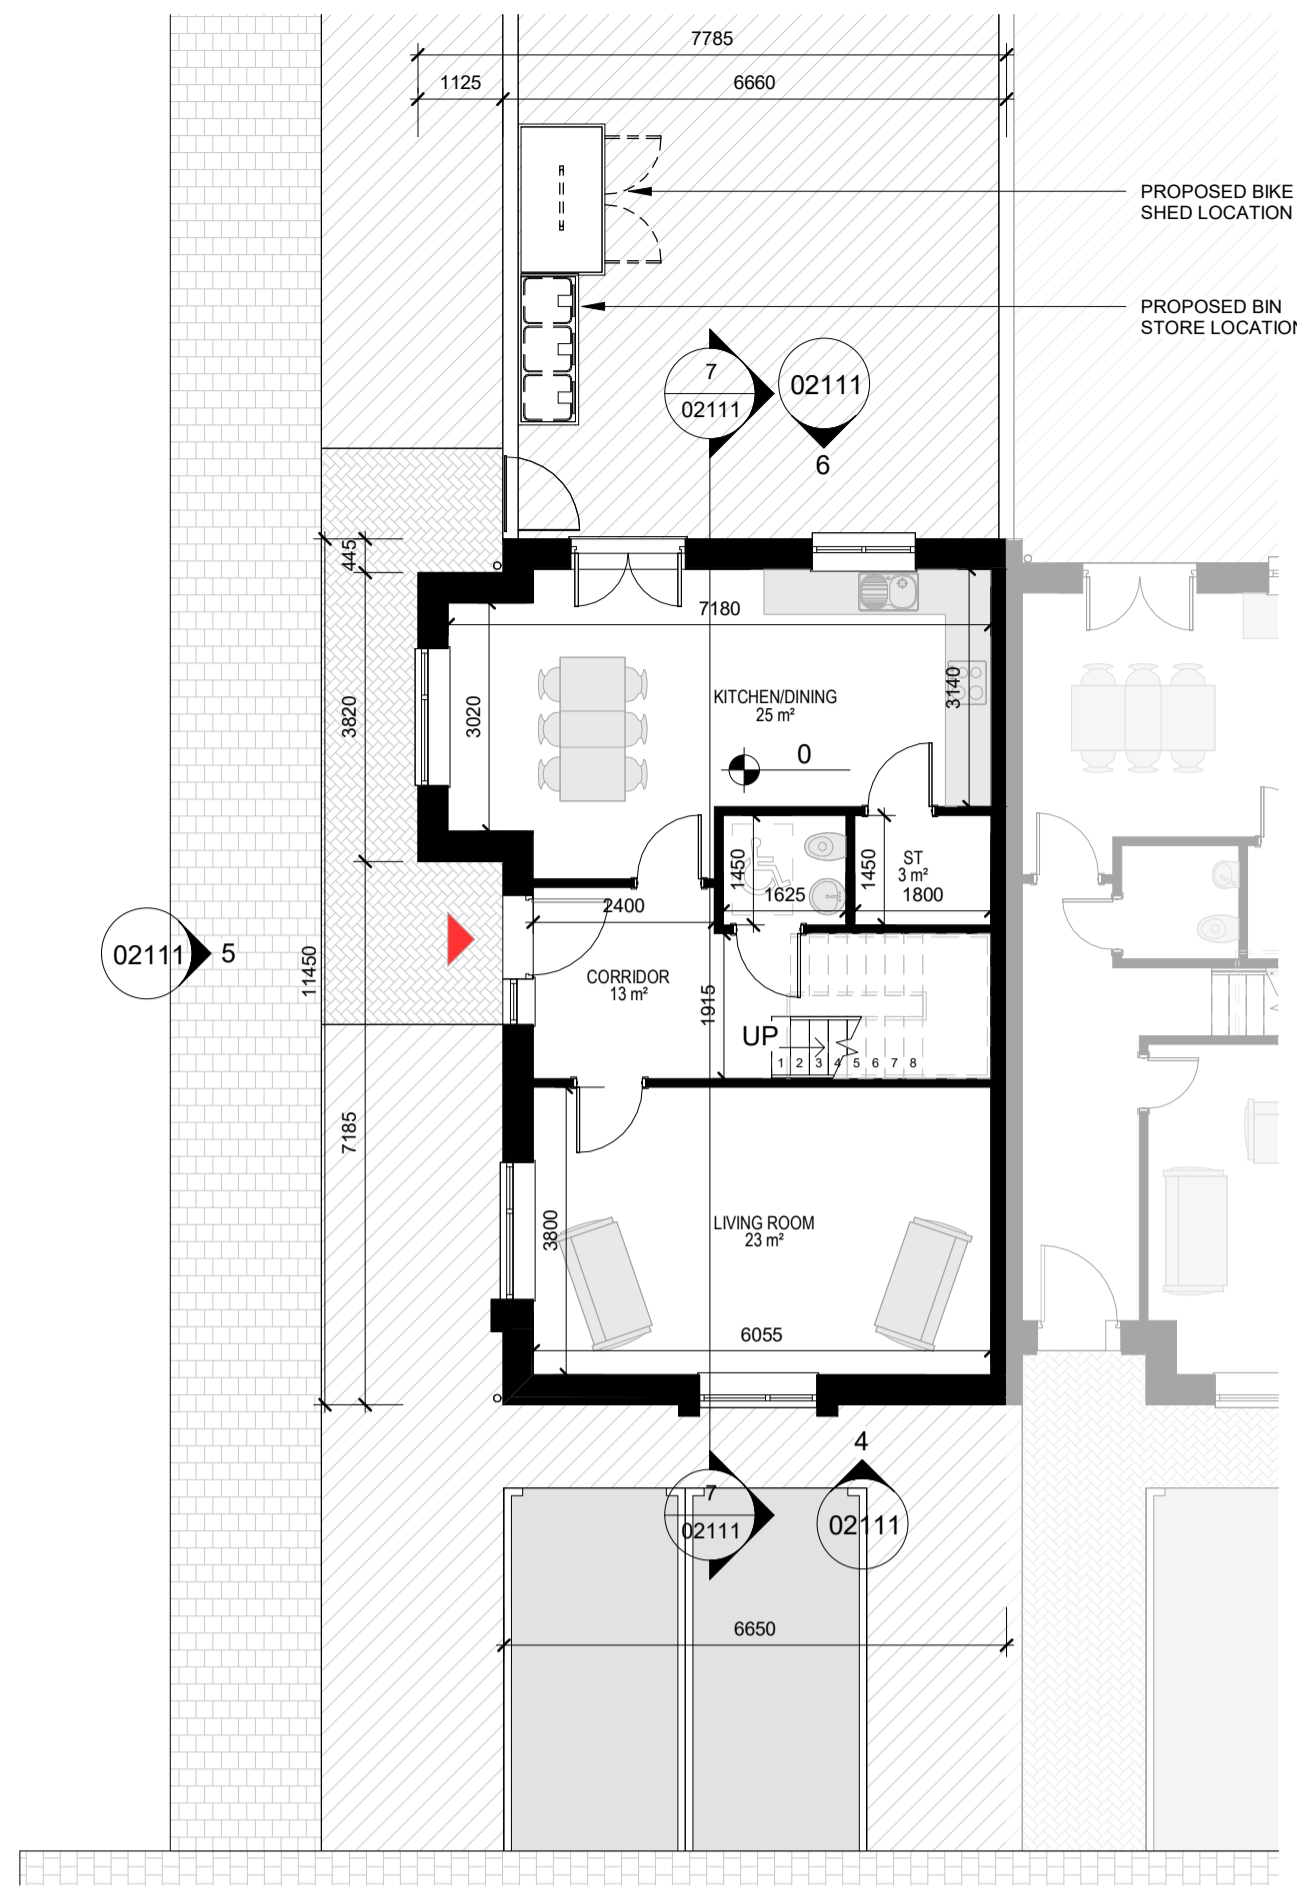 7785
1125
6660
PROPOSED BIKE
SHED LOCATION
PROPOSED BIN
STORE LOCATION
7
02111
02111
6
445
7180
3820
3020
KITCHEN/DINING
25 m²
3140
0
1450
1625
1450
ST
3 m²
1800
2400
02111
5
11450
CORRIDOR
13 m²
1915
UP
1 2 3 4 5 6 7 8
7185
3800
LIVING ROOM
23 m²
6055
4
7
02111
02111
6650